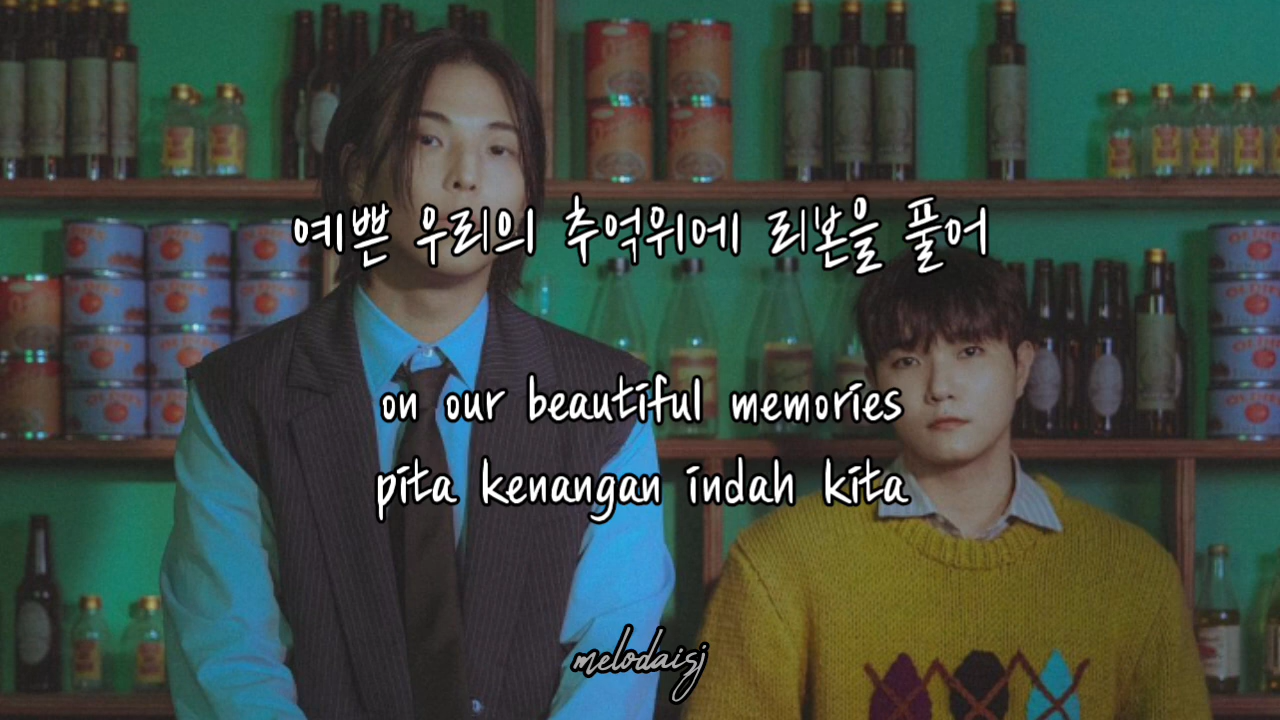 예쁜 우리의 추억위에 리본을 풀어
on our beautiful memories
pita kenangan indah kita
melodaisj